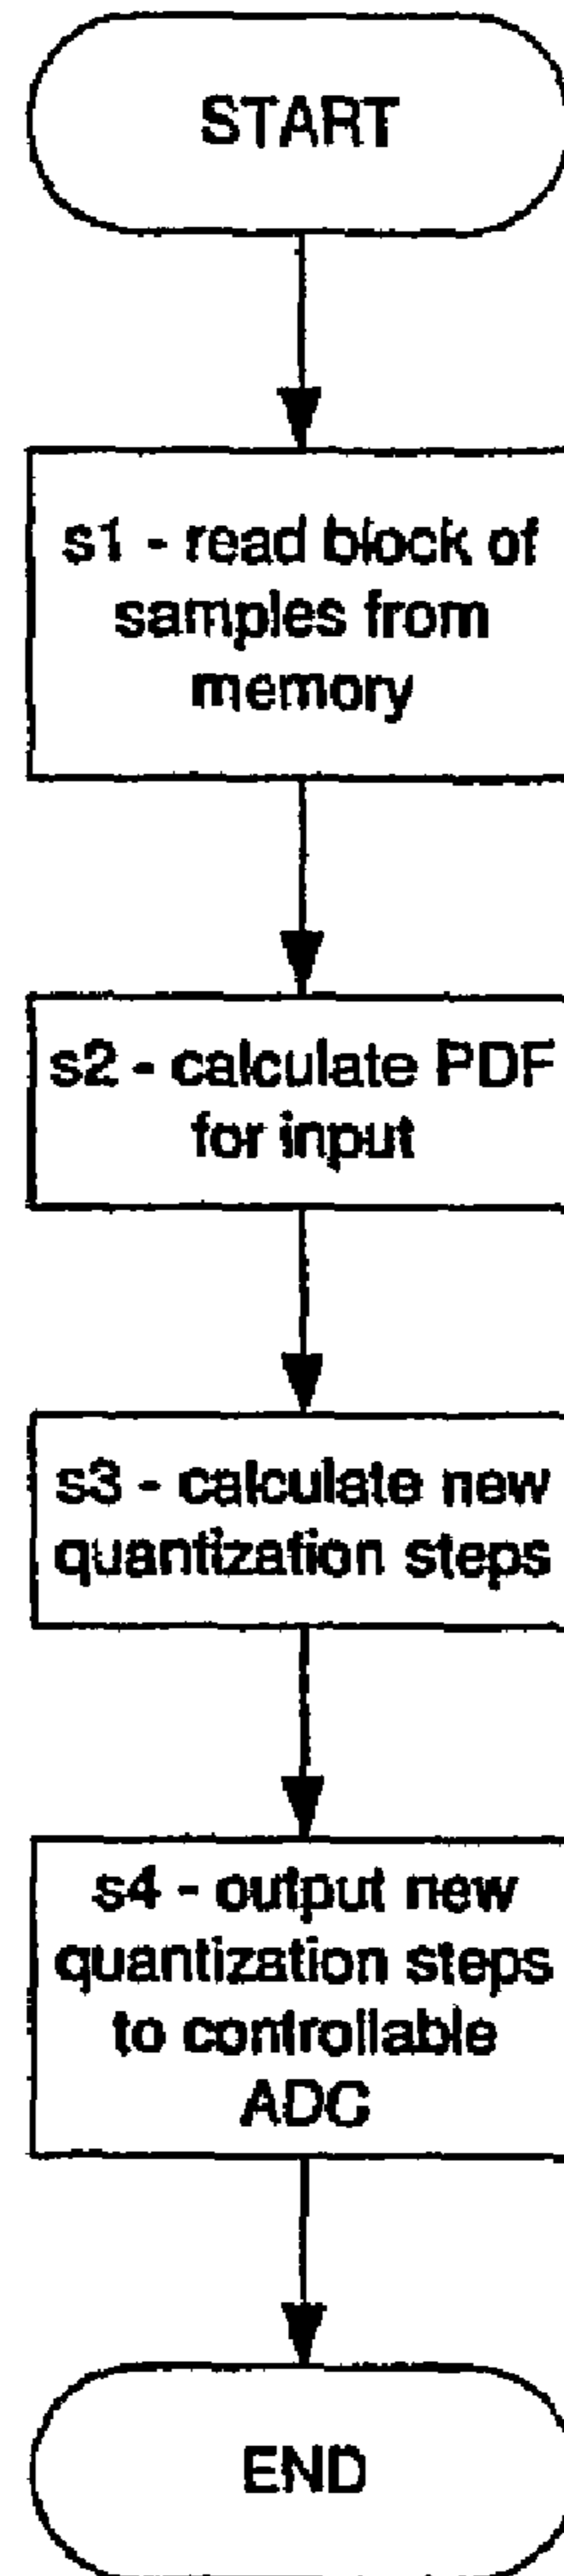 START
s1 - read block of
samples from
memory
s2 - calculate PDF
for input
s3 - calculate new
quantization steps
s4 - output new
quantization steps
to controllable
ADC
END